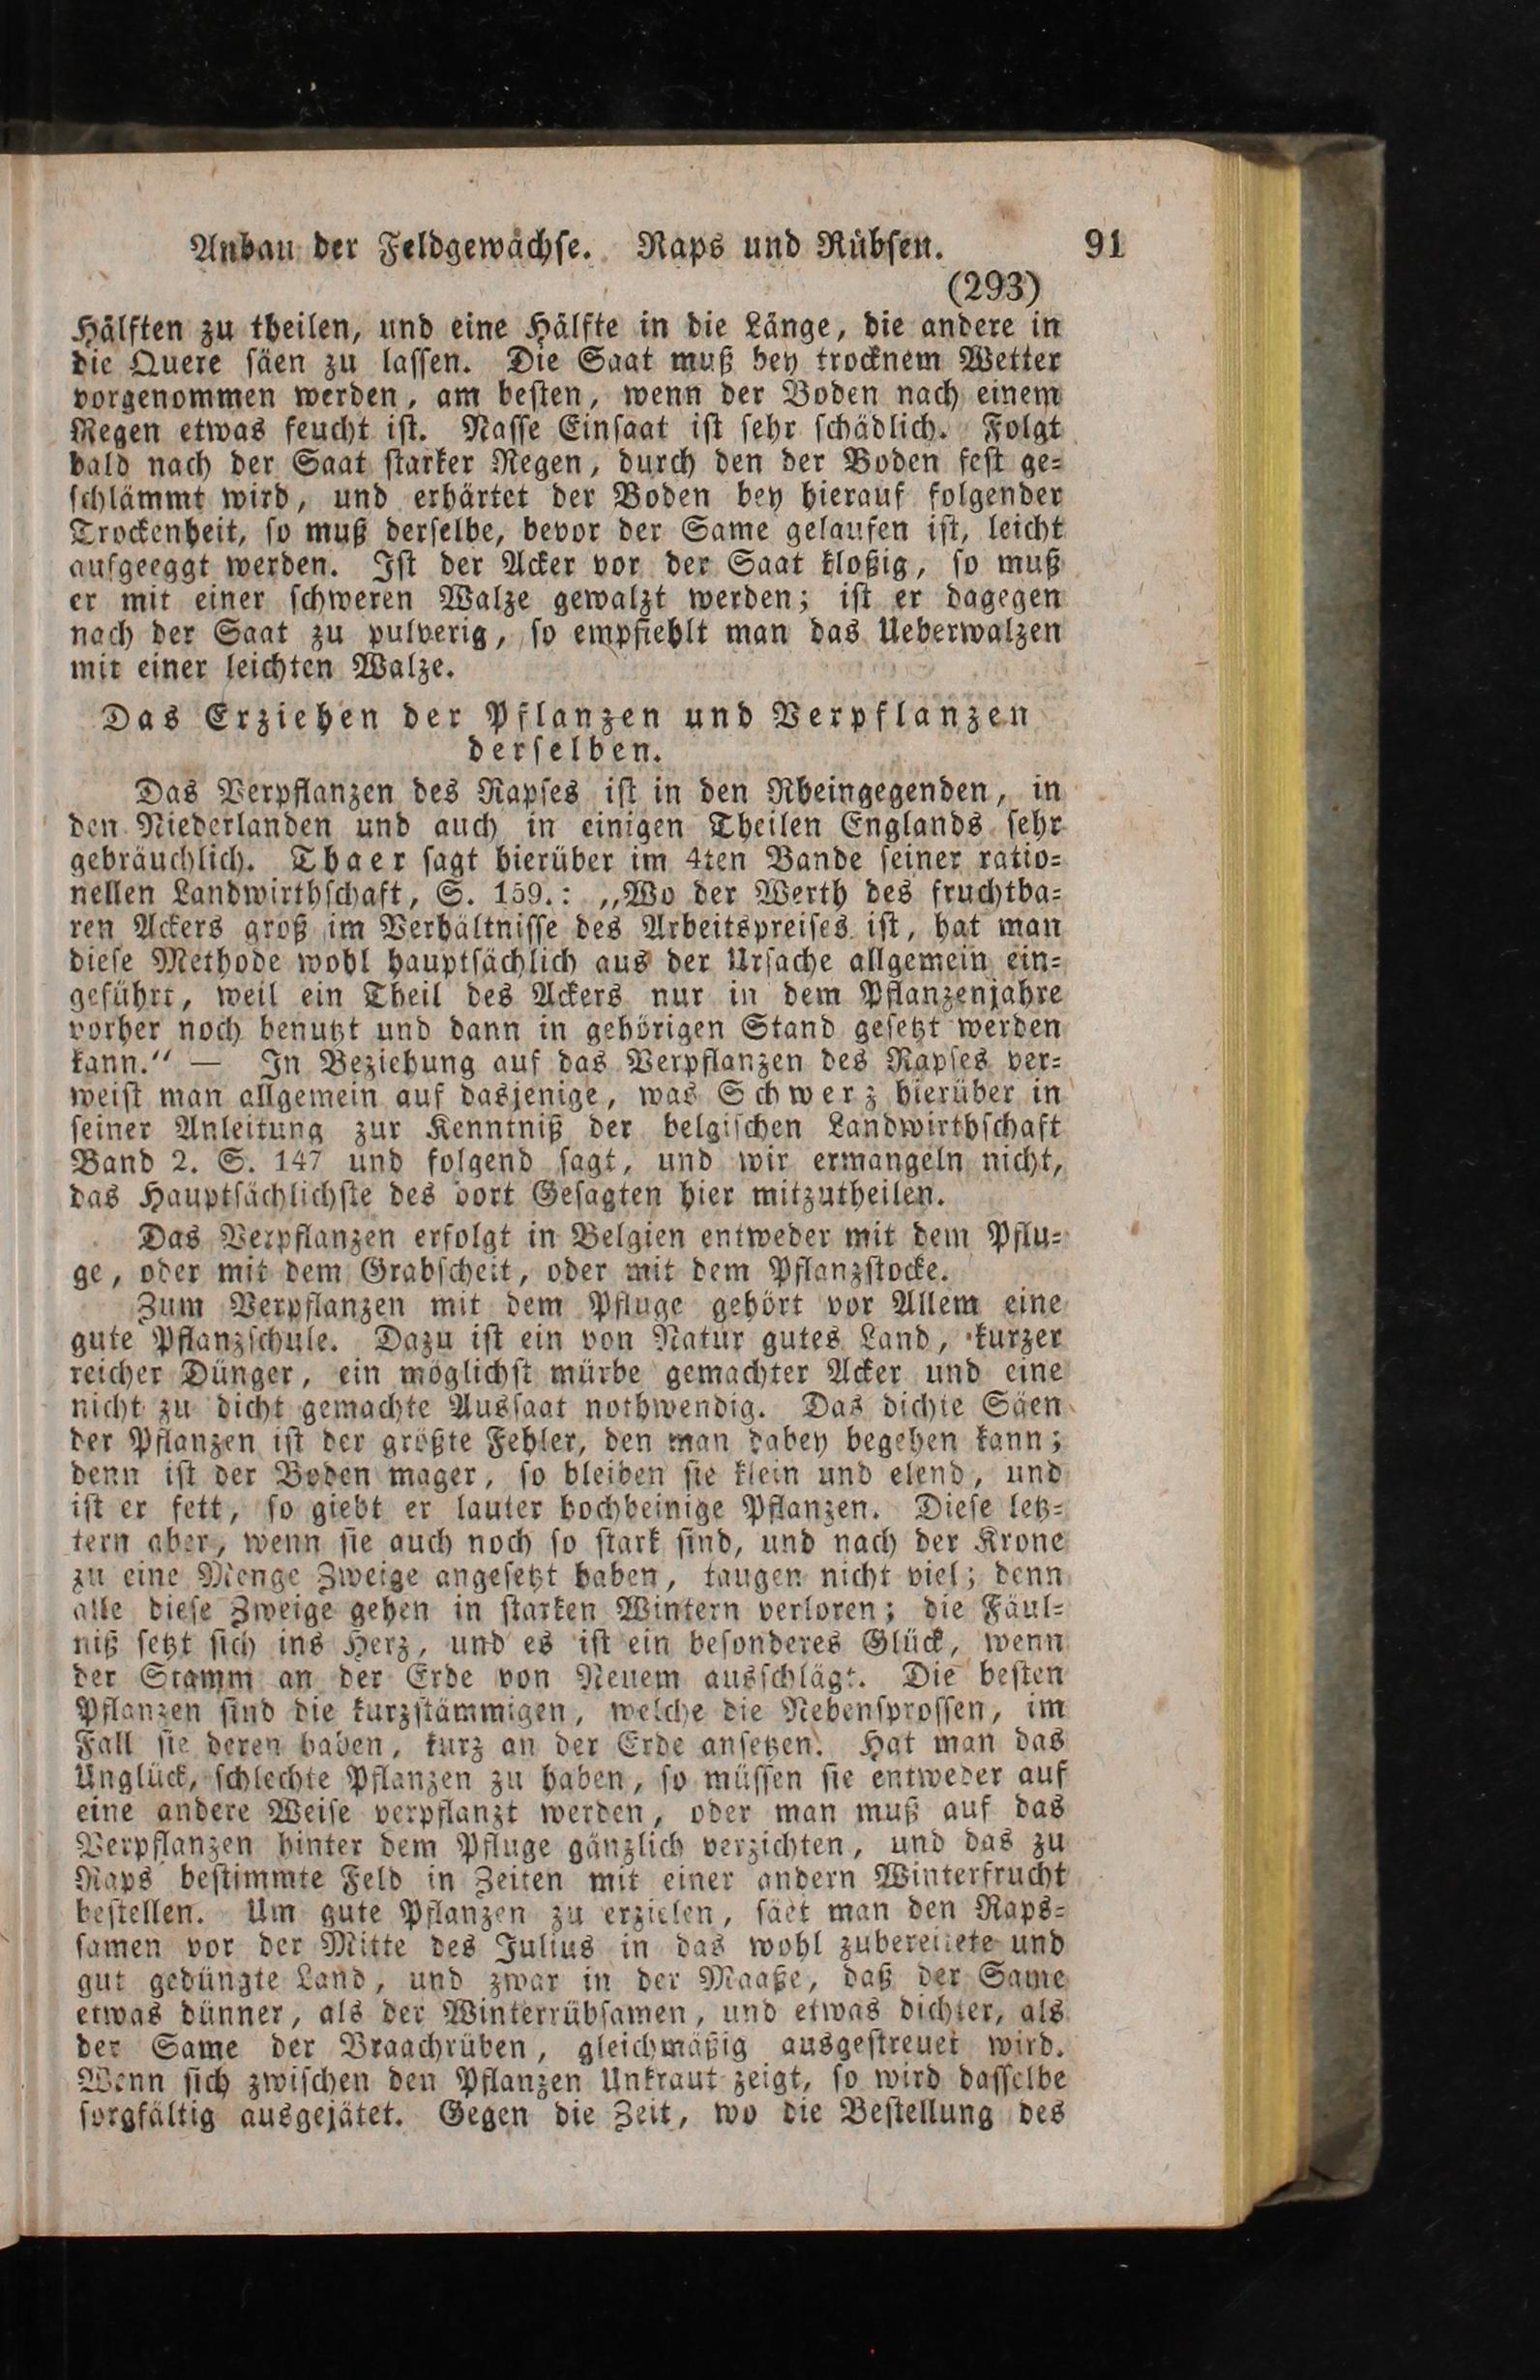 Anbau der Feldgewächse. Raps und Rübsen. 91
(293)
Hälften zu theilen, und eine Hälfte in die Länge, die andere in
die Quere säen zu lassen. Die Saat muß bey trocknem Wetter
vorgenommen werden, am besten, wenn der Boden nach einem
Regen etwas feucht ist. Nasse Einsaat ist sehr schädlich. Folgt
bald nach der Saat starker Regen, durch den der Boden fest ge-
schlämmt wird, und erhärtet der Boden bey hierauf folgender
Trockenheit, so muß derselbe, bevor der Same gelaufen ist, leicht
aufgeeggt werden. Ist der Acker vor der Saat kloßig, so muß
er mit einer schweren Walze gewalzt werden; ist er dagegen
nach der Saat zu pulverig, so empfiehlt man das Ueberwalzen
mit einer leichten Walze.
Das Erziehen der Pflanzen und Verpflanzen
derselben.
Das Verpflanzen des Rapses ist in den Rheingegenden, in
den Niederlanden und auch in einigen Theilen Englands sehr
gebräuchlich. Thaer sagt hierüber im 4ten Bande seiner ratio-
nellen Landwirthschaft, S. 159.: „Wo der Werth des fruchtba-
ren Ackers groß im Verhältnisse des Arbeitspreises ist, hat man
diese Methode wohl hauptsächlich aus der Ursache allgemein ein-
geführt, weil ein Theil des Ackers nur in dem Pflanzenjahre
vorher noch benutzt und dann in gehörigen Stand gesetzt werden
kann.“ — In Beziehung auf das Verpflanzen des Rapses ver-
weist man allgemein auf dasjenige, was Schwerz hierüber in
seiner Anleitung zur Kenntniß der belgischen Landwirthschaft
Band 2. S. 147 und folgend sagt, und wir ermangeln nicht,
das Hauptsächlichste des dort Gesagten hier mitzutheilen.
Das Verpflanzen erfolgt in Belgien entweder mit dem Pflu-
ge, oder mit dem Grabscheit, oder mit dem Pflanzstocke.
Zum Verpflanzen mit dem Pfluge gehört vor Allem eine
gute Pflanzschule. Dazu ist ein von Natur gutes Land, kurzer
reicher Dünger, ein möglichst mürbe gemachter Acker und eine
nicht zu dicht gemachte Aussaat nothwendig. Das dichte Säen
der Pflanzen ist der größte Fehler, den man dabey begehen kann;
denn ist der Boden mager, so bleiben sie klein und elend, und
ist er fett, so giebt er lauter hochbeinige Pflanzen. Diese letz-
tern aber, wenn sie auch noch so stark sind, und nach der Krone
zu eine Menge Zweige angesetzt haben, taugen nicht viel; denn
alle diese Zweige gehen in starken Wintern verloren; die Fäul-
niß setzt sich ins Herz, und es ist ein besonderes Glück, wenn
der Stamm an der Erde von Neuem ausschlägt. Die besten
Pflanzen sind die kurzstämmigen, welche die Nebensprossen, im
Fall sie deren haben, kurz an der Erde ansetzen. Hat man das
Unglück, schlechte Pflanzen zu haben, so müssen sie entweder auf
eine andere Weise verpflanzt werden, oder man muß auf das
Verpflanzen hinter dem Pfluge gänzlich verzichten, und das zu
Raps bestimmte Feld in Zeiten mit einer andern Winterfrucht
bestellen. Um gute Pflanzen zu erzielen, säet man den Raps-
samen vor der Mitte des Julius in das wohl zubereitete und
gut gedüngte Land, und zwar in der Maaße, daß der Same
etwas dünner, als der Winterrübsamen, und etwas dichter, als
der Same der Braachrüben, gleichmäßig ausgestreuet wird.
Wenn sich zwischen den Pflanzen Unkraut zeigt, so wird dasselbe
sorgfältig ausgejätet. Gegen die Zeit, wo die Bestellung des